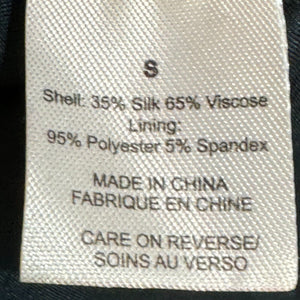 S
Shell: 35% Silk 65% Viscose
Lining:
95% Polyester 5% Spandex
MADE IN CHINA
FABRIQUE EN CHINE
CARE ON REVERSE/
SOINS AU VERSO